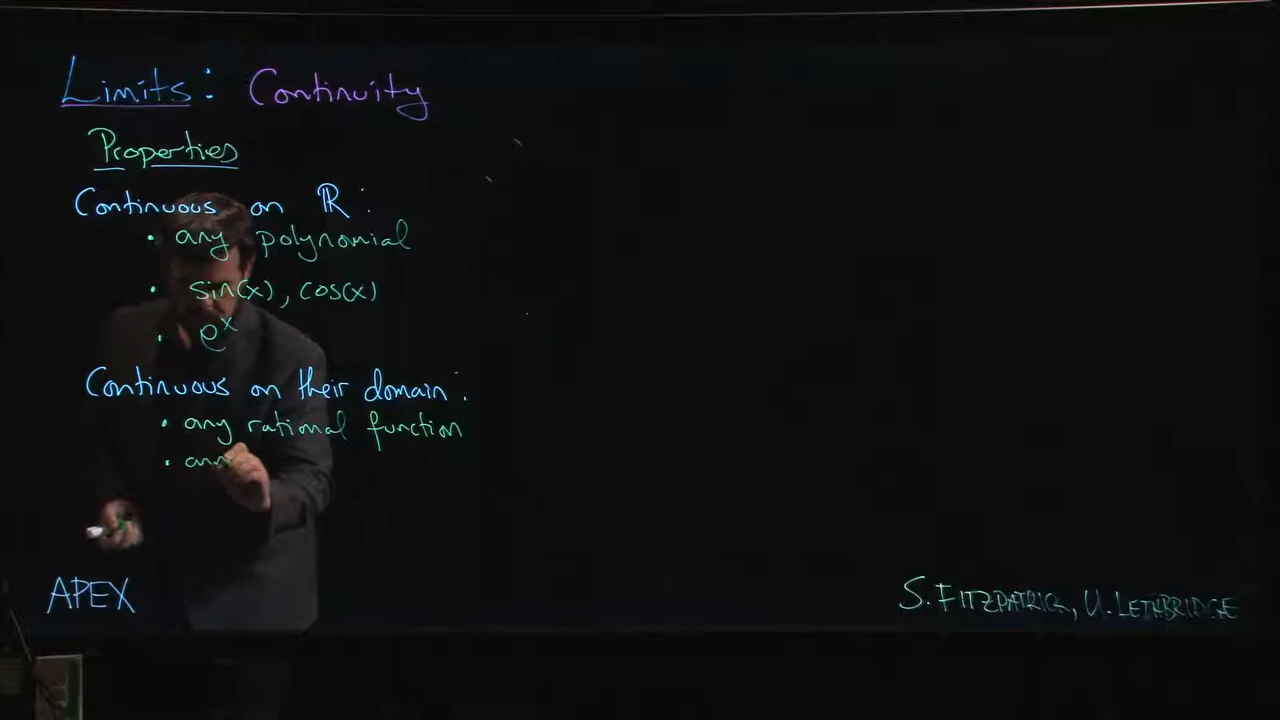 Limits: Continuity
Properties
Continuous on ℝ:
• any polynomial
• sin(x), cos(x)
• e^x
Continuous on their domain:
• any rational function
•
APEX
S. FITZPATRICK, U. LETHBRIDGE